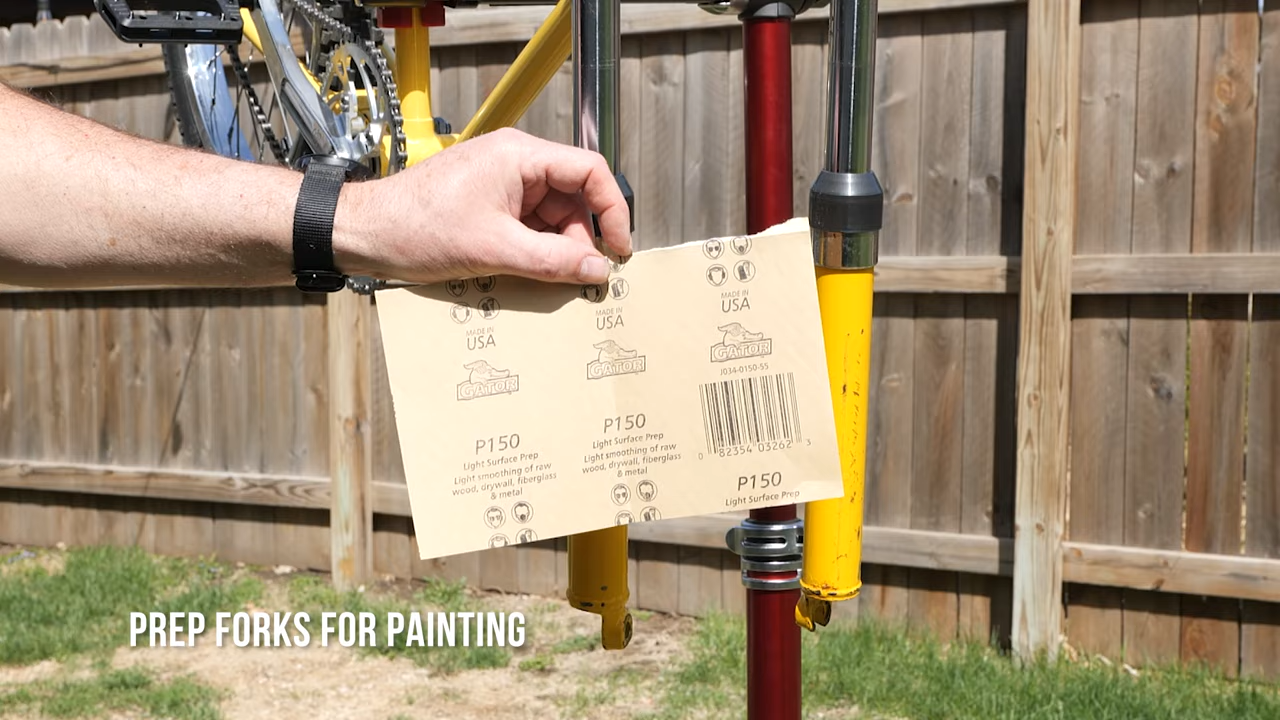 MADE IN
USA
GATOR
P150
Light Surface Prep
Light smoothing of raw
wood, drywall, fiberglass
& metal
MADE IN
USA
GATOR
P150
Light Surface Prep
Light smoothing of raw
wood, drywall, fiberglass
& metal
MADE IN
USA
GATOR
J034-0150-55
0 82354 03262 3
P150
Light Surface Prep
PREP FORKS FOR PAINTING